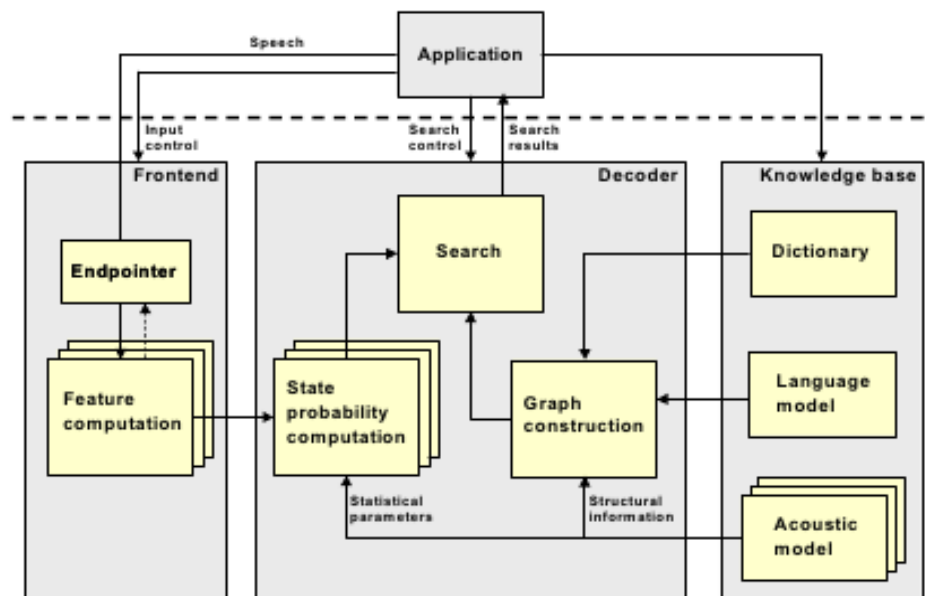 Speech
Application
Input
control
Search
control
Search
results
Frontend
Decoder
Knowledge base
Endpointer
Search
Dictionary
Feature
computation
State
probability
computation
Graph
construction
Language
model
Statistical
parameters
Structural
information
Acoustic
model